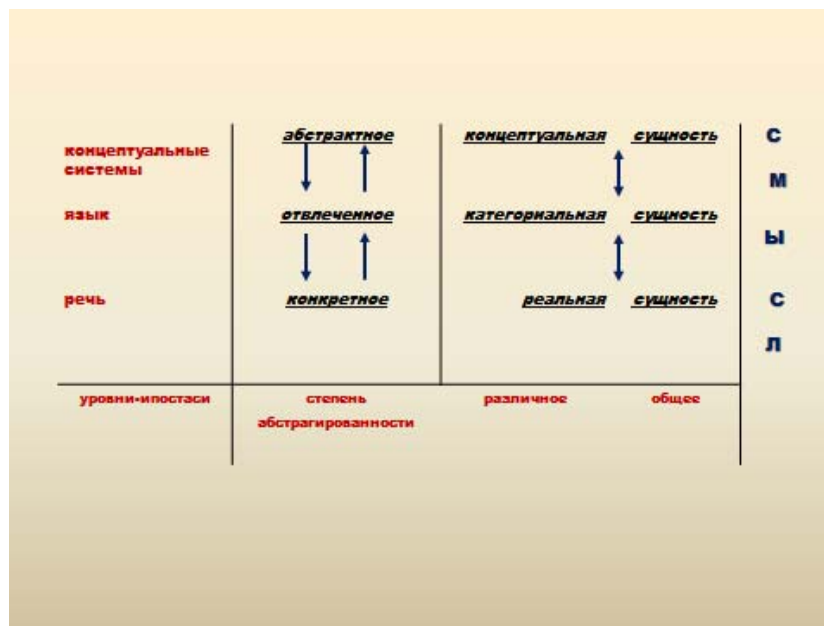 абстрактное концептуальная сущность С
концептуальные
системы М
язык отвлеченное категориальная сущность Ы
речь конкретное реальная сущность С
Л
уровни-ипостаси степень различное общее
абстрагированности